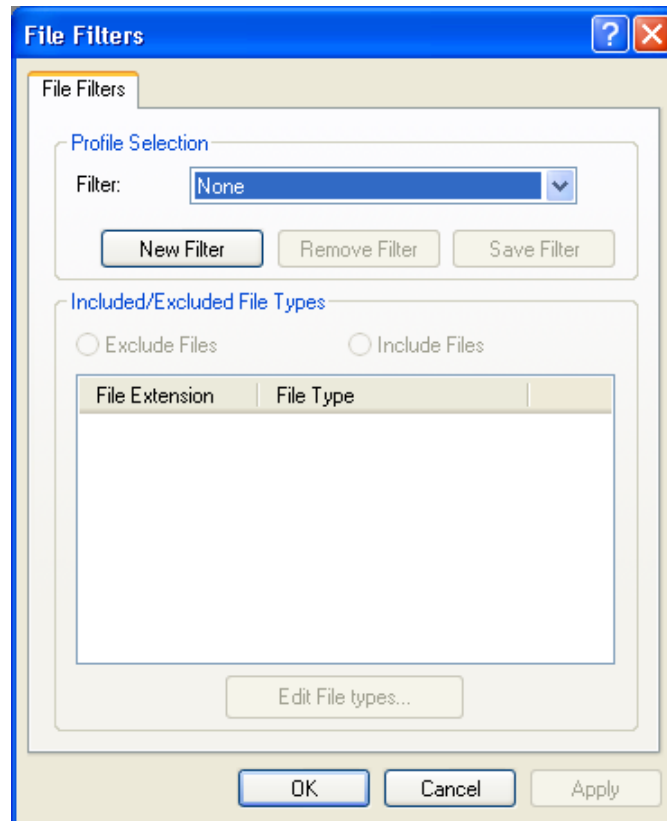 File Filters
File Filters
Profile Selection
Filter: None
New Filter Remove Filter Save Filter
Included/Excluded File Types
Exclude Files Include Files
File Extension File Type
Edit File types...
OK Cancel Apply